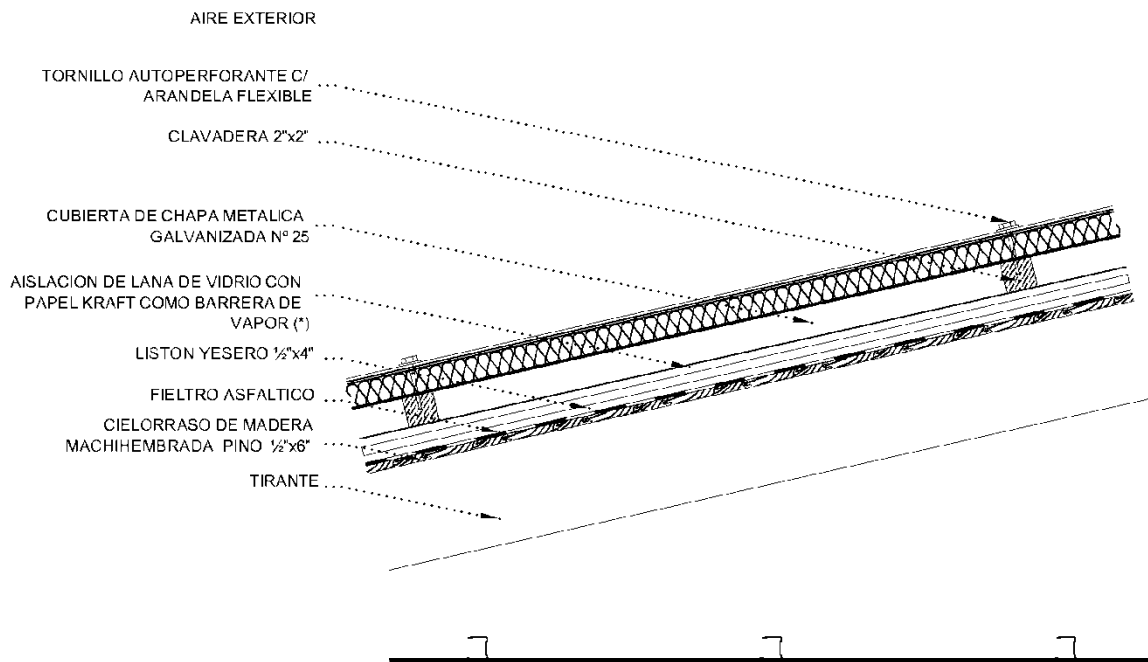 AIRE EXTERIOR
TORNILLO AUTOPERFORANTE C/
ARANDELA FLEXIBLE
CLAVADERA 2"x2"
CUBIERTA DE CHAPA METALICA
GALVANIZADA Nº 25
AISLACION DE LANA DE VIDRIO CON
PAPEL KRAFT COMO BARRERA DE
VAPOR (*)
LISTON YESERO ½"x4"
FIELTRO ASFALTICO
CIELORRASO DE MADERA
MACHIHEMBRADA PINO ½"x6"
TIRANTE